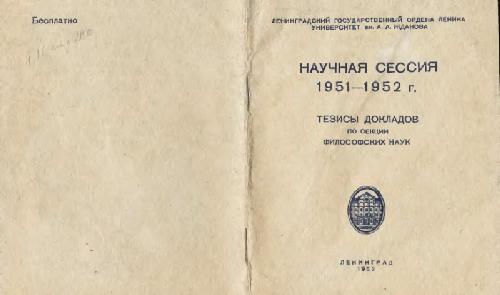 Бесплатно
ЛЕНИНГРАДСКИЙ ГОСУДАРСТВЕННЫЙ ОРДЕНА ЛЕНИНА
УНИВЕРСИТЕТ им. А. А. ЖДАНОВА
НАУЧНАЯ СЕССИЯ
1951—1952 г.
ТЕЗИСЫ ДОКЛАДОВ
ПО СЕКЦИИ
ФИЛОСОФСКИХ НАУК
ЛЕНИНГРАД
1952